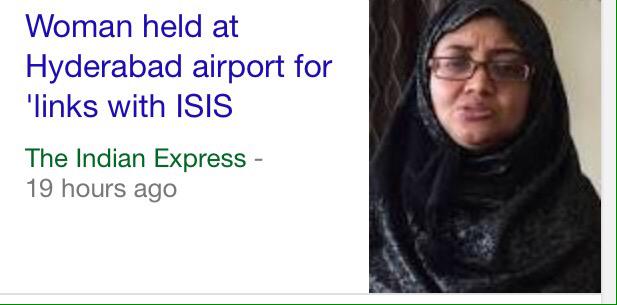 Woman held at
Hyderabad airport for
'links with ISIS
The Indian Express -
19 hours ago